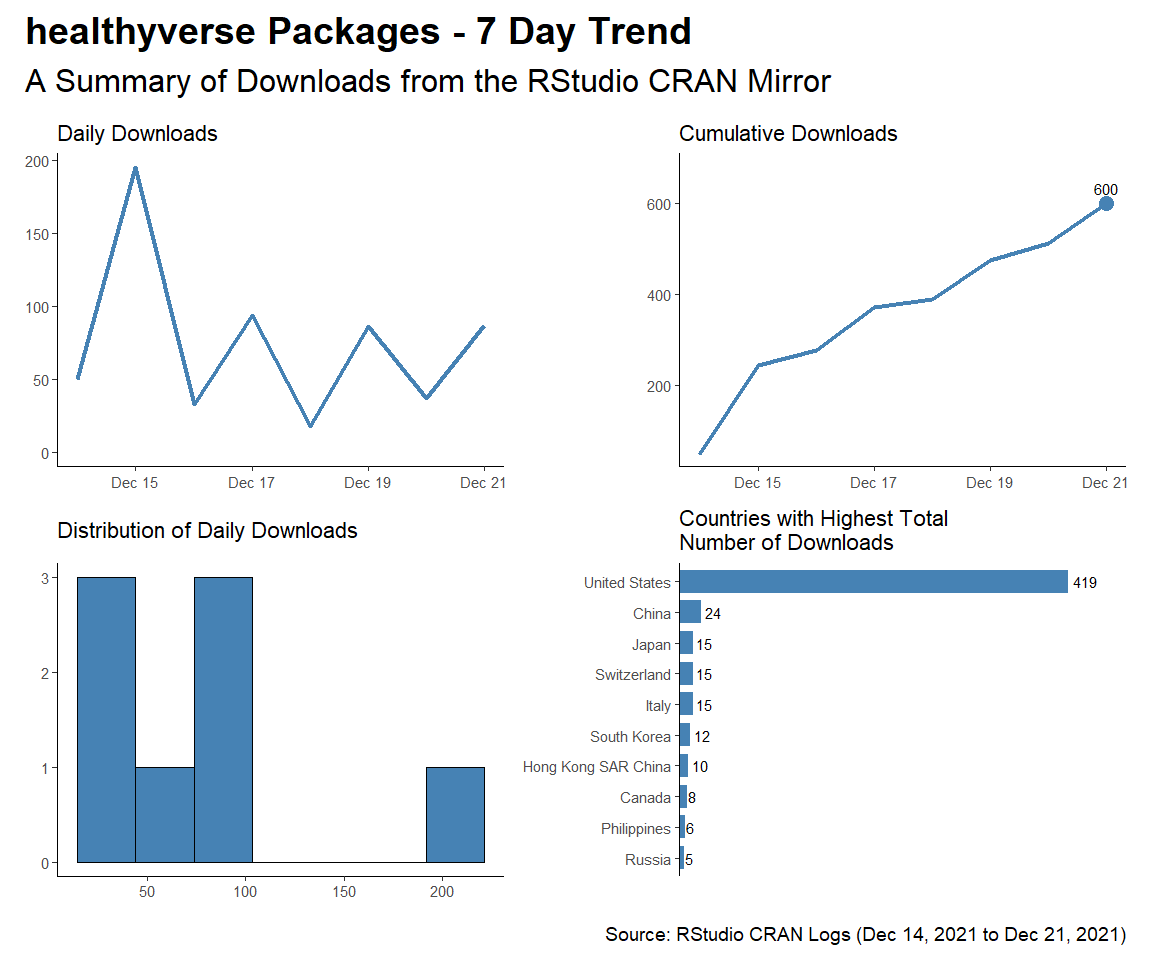 healthyverse Packages - 7 Day Trend
A Summary of Downloads from the RStudio CRAN Mirror
Daily Downloads
200
150
100
50
0
Dec 15 Dec 17 Dec 19 Dec 21
Cumulative Downloads
600
600
400
200
Dec 15 Dec 17 Dec 19 Dec 21
Distribution of Daily Downloads
3
2
1
0
50 100 150 200
Countries with Highest Total
Number of Downloads
United States 419
China 24
Japan 15
Switzerland 15
Italy 15
South Korea 12
Hong Kong SAR China 10
Canada 8
Philippines 6
Russia 5
Source: RStudio CRAN Logs (Dec 14, 2021 to Dec 21, 2021)